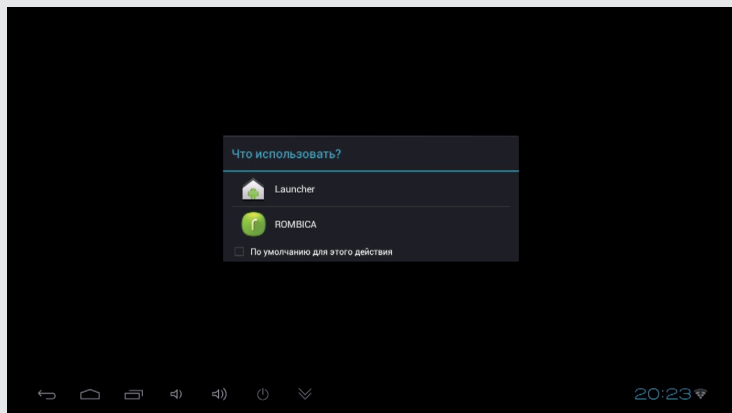 Что использовать?
Launcher
ROMBICA
По умолчанию для этого действия
20:23